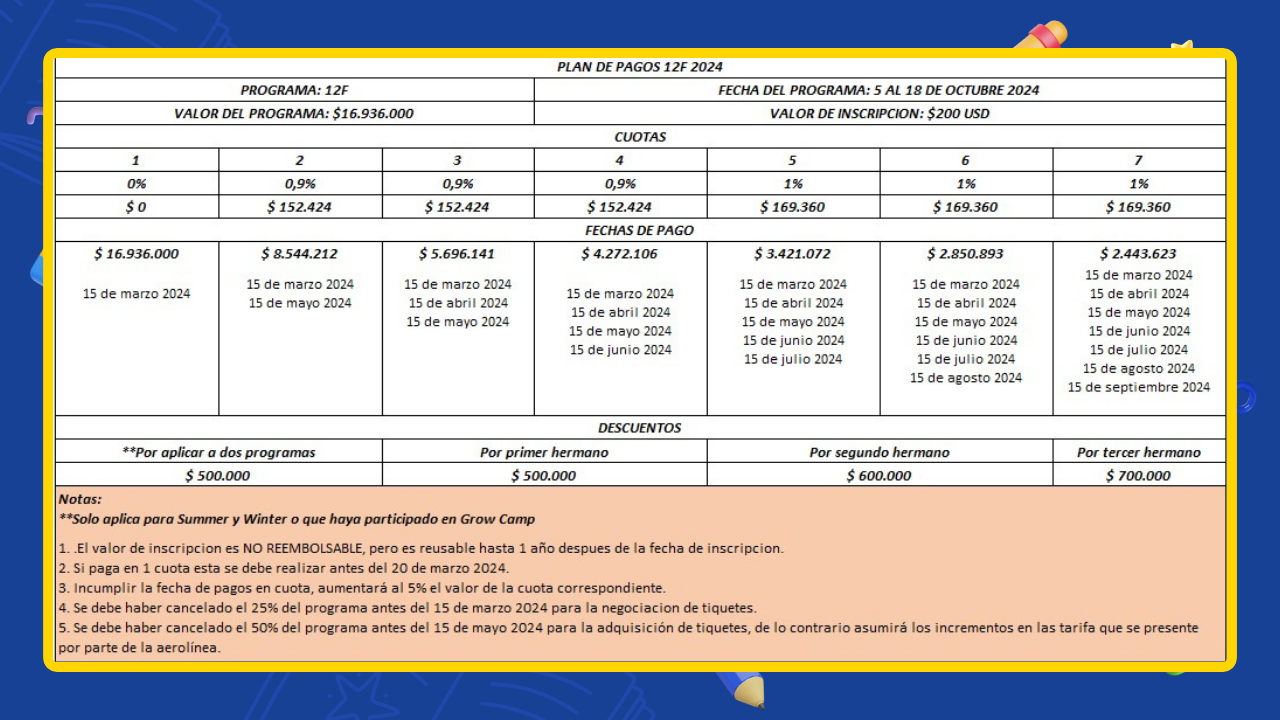 PLAN DE PAGOS 12F 2024
PROGRAMA: 12F
FECHA DEL PROGRAMA: 5 AL 18 DE OCTUBRE 2024
VALOR DEL PROGRAMA: $16.936.000
VALOR DE INSCRIPCION: $200 USD
CUOTAS
1 2 3 4 5 6 7
0% 0,9% 0,9% 0,9% 1% 1% 1%
$ 0 $ 152.424 $ 152.424 $ 152.424 $ 169.360 $ 169.360 $ 169.360
FECHAS DE PAGO
$ 16.936.000
15 de marzo 2024
$ 8.544.212
15 de marzo 2024
15 de mayo 2024
$ 5.696.141
15 de marzo 2024
15 de abril 2024
15 de mayo 2024
$ 4.272.106
15 de marzo 2024
15 de abril 2024
15 de mayo 2024
15 de junio 2024
$ 3.421.072
15 de marzo 2024
15 de abril 2024
15 de mayo 2024
15 de junio 2024
15 de julio 2024
$ 2.850.893
15 de marzo 2024
15 de abril 2024
15 de mayo 2024
15 de junio 2024
15 de julio 2024
15 de agosto 2024
$ 2.443.623
15 de marzo 2024
15 de abril 2024
15 de mayo 2024
15 de junio 2024
15 de julio 2024
15 de agosto 2024
15 de septiembre 2024
DESCUENTOS
**Por aplicar a dos programas Por primer hermano Por segundo hermano Por tercer hermano
$ 500.000 $ 500.000 $ 600.000 $ 700.000
Notas:
**Solo aplica para Summer y Winter o que haya participado en Grow Camp
1. .El valor de inscripcion es NO REEMBOLSABLE, pero es reusable hasta 1 año despues de la fecha de inscripcion.
2. Si paga en 1 cuota esta se debe realizar antes del 20 de marzo 2024.
3. Incumplir la fecha de pagos en cuota, aumentará al 5% el valor de la cuota correspondiente.
4. Se debe haber cancelado el 25% del programa antes del 15 de marzo 2024 para la negociacion de tiquetes.
5. Se debe haber cancelado el 50% del programa antes del 15 de mayo 2024 para la adquisición de tiquetes, de lo contrario asumirá los incrementos en las tarifa que se presente
por parte de la aerolínea.